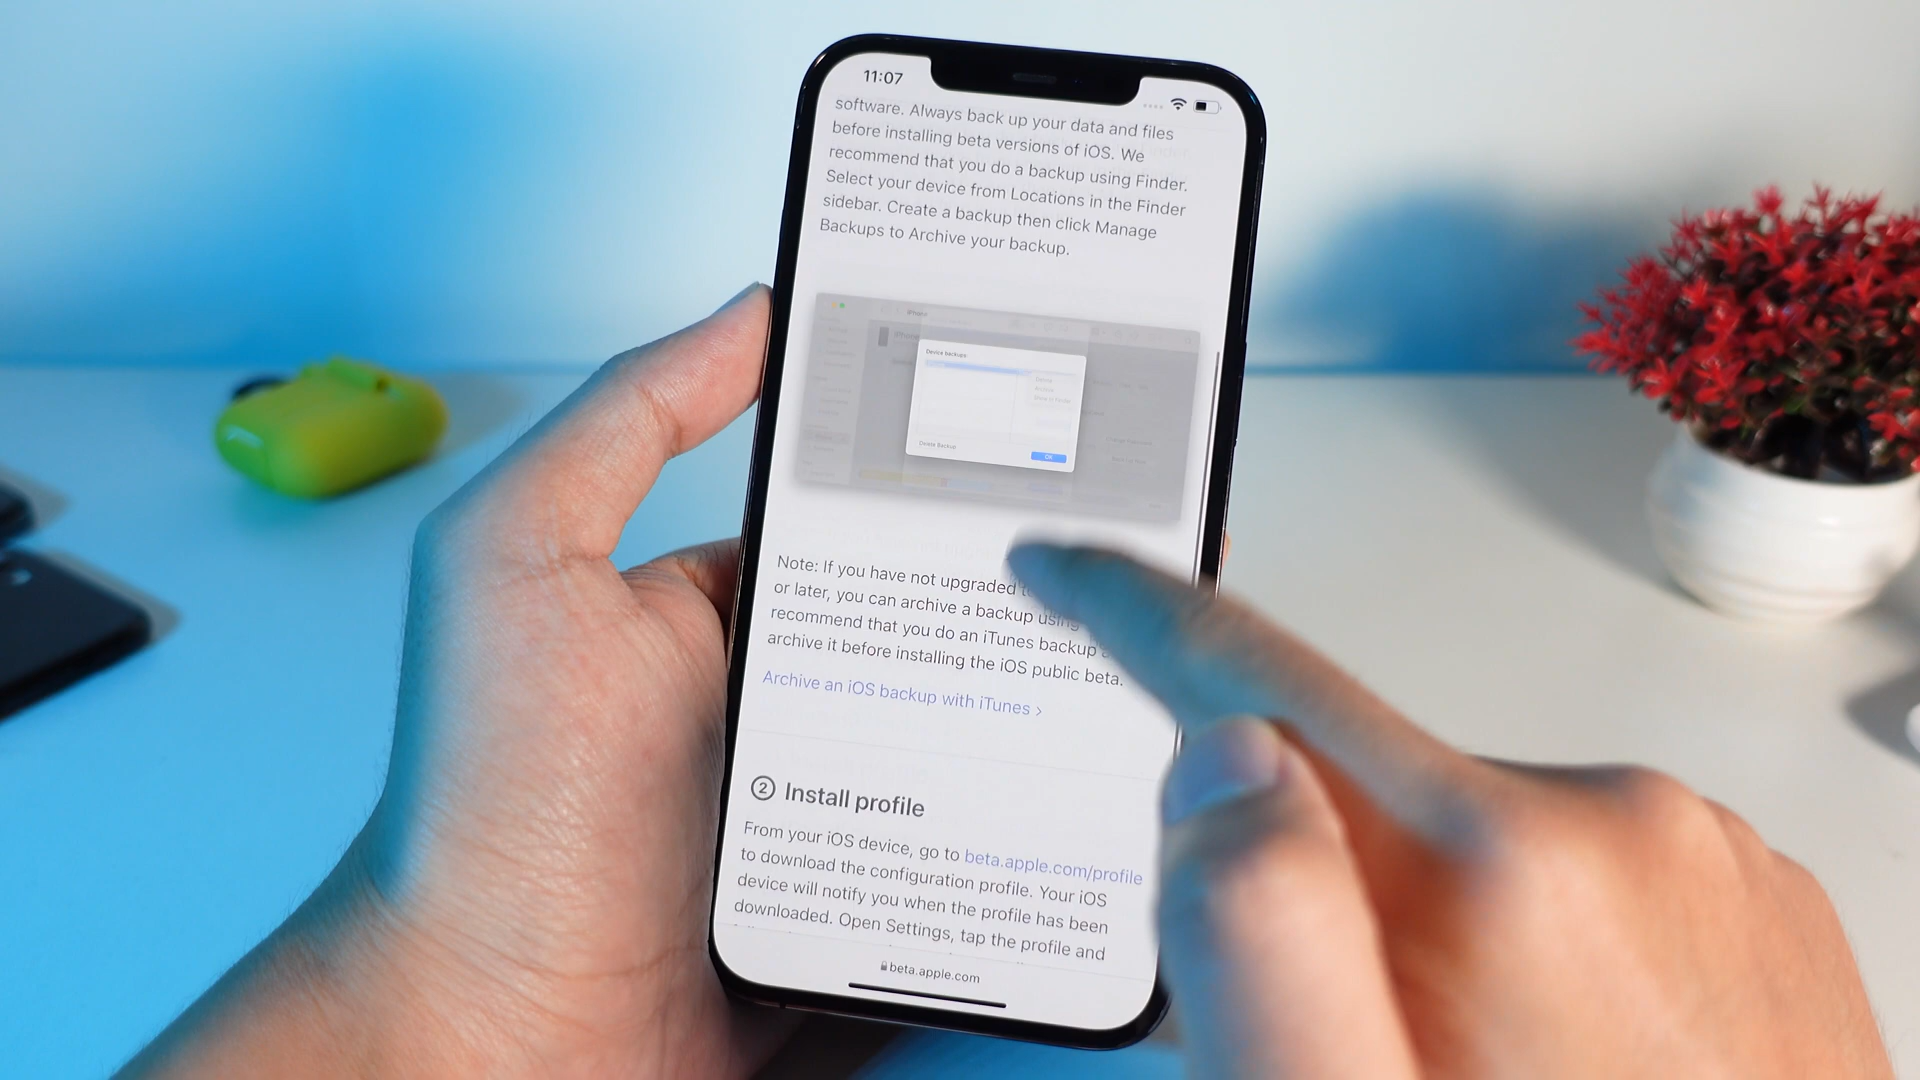 11:07
software. Always back up your data and files
before installing beta versions of iOS. We
recommend that you do a backup using Finder.
Select your device from Locations in the Finder
sidebar. Create a backup then click Manage
Backups to Archive your backup.
iPhone
iPhone
Device backups:
Delete Backup
OK
Note: If you have not upgraded
or later, you can archive a backup using
recommend that you do an iTunes backup
archive it before installing the iOS public beta.
Archive an iOS backup with iTunes >
2 Install profile
From your iOS device, go to beta.apple.com/profile
to download the configuration profile. Your iOS
device will notify you when the profile has been
downloaded. Open Settings, tap the profile and
beta.apple.com